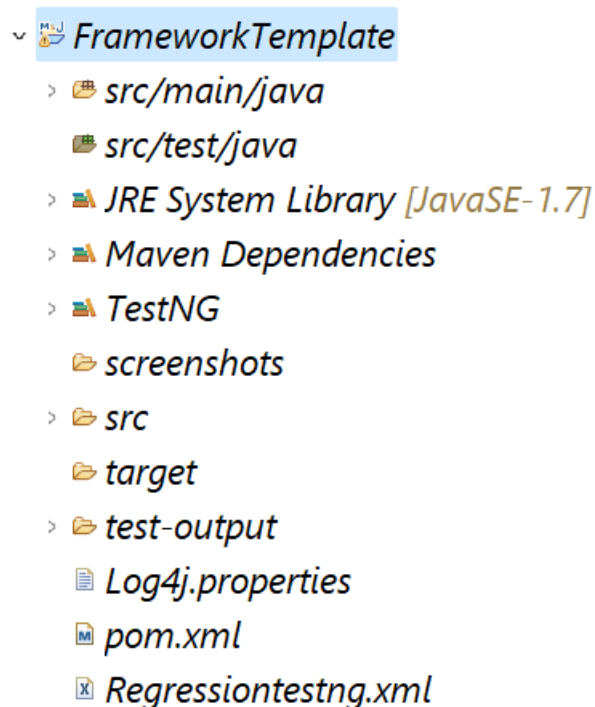 FrameworkTemplate
src/main/java
src/test/java
JRE System Library [JavaSE-1.7]
Maven Dependencies
TestNG
screenshots
src
target
test-output
Log4j.properties
pom.xml
Regressiontestng.xml